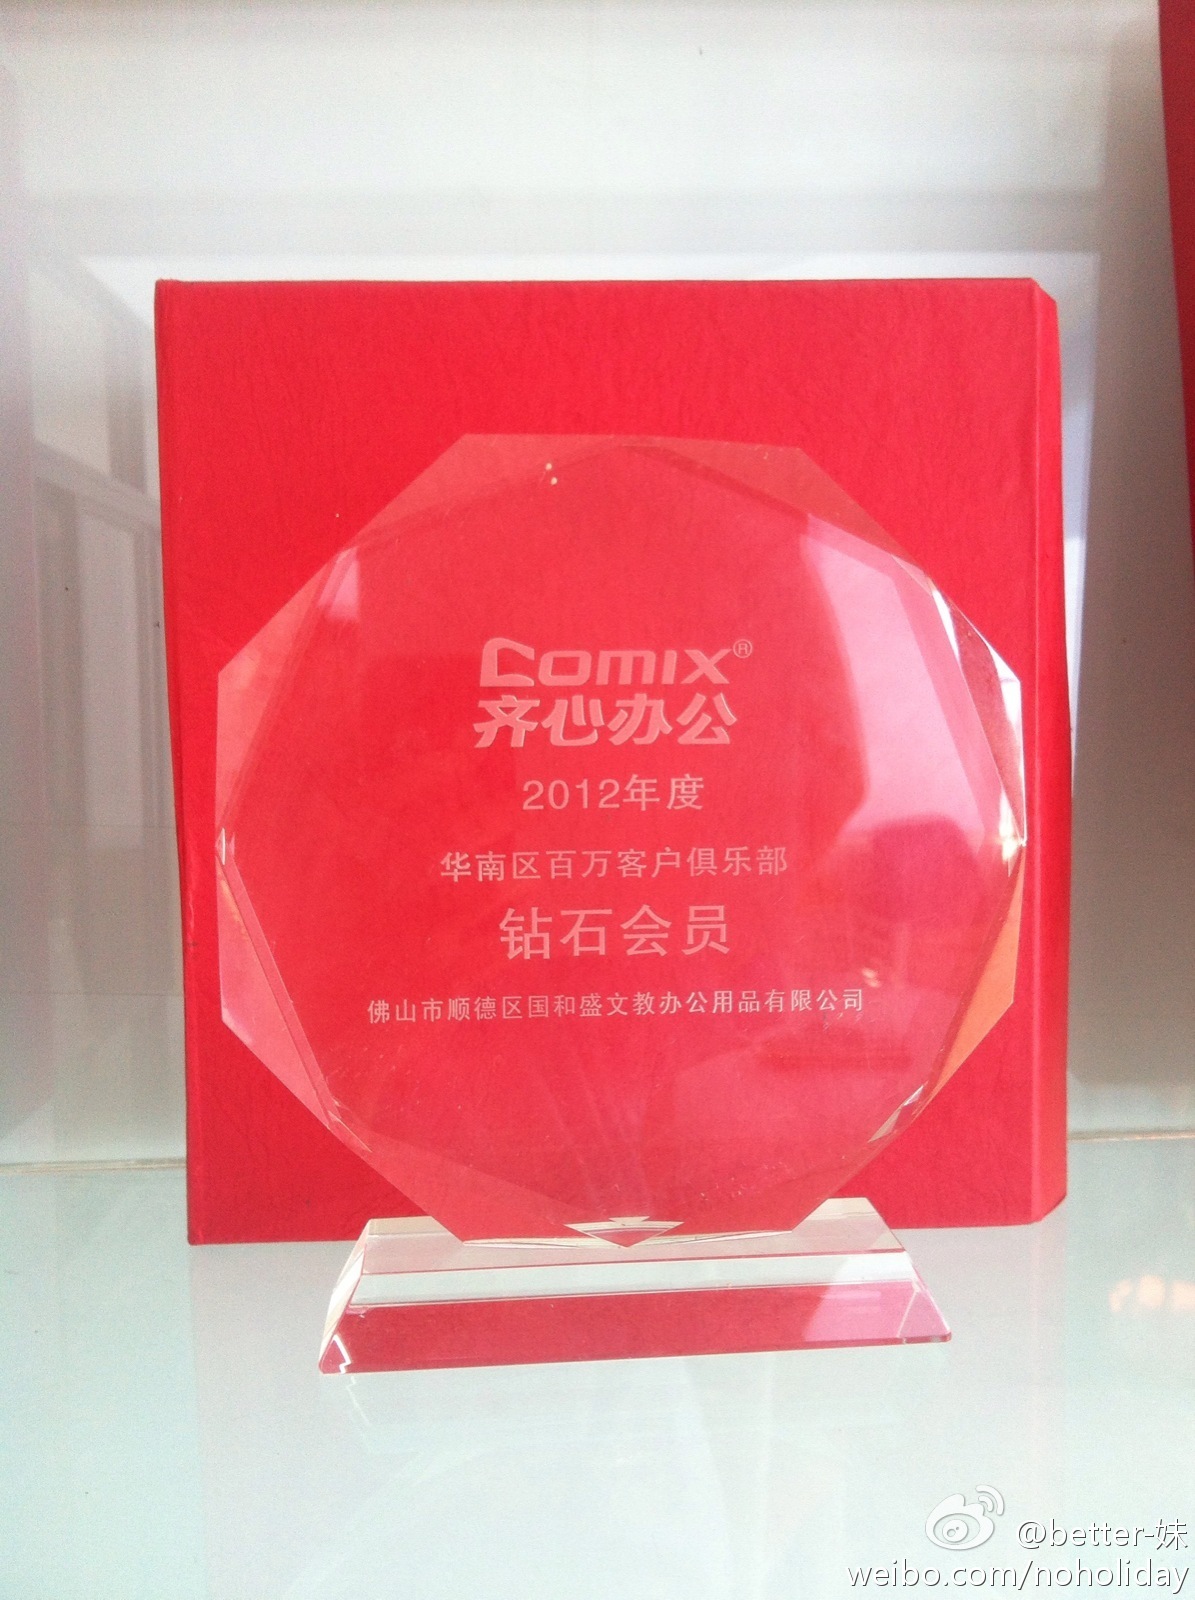 Comix®
齐心办公
2012年度
华南区百万客户俱乐部
钻石会员
佛山市顺德区国和盛文教办公用品有限公司
@better-妹
weibo.com/noholiday